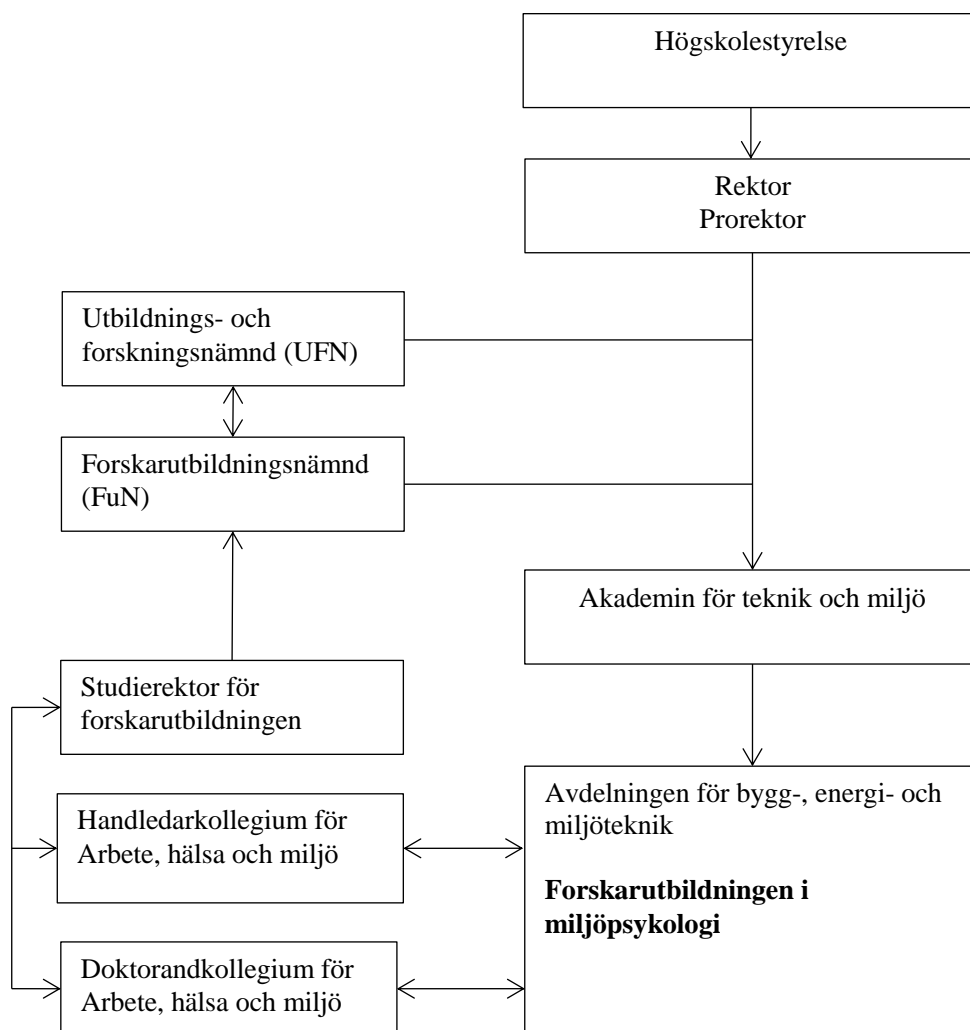 Högskolestyrelse
Rektor
Prorektor
Utbildnings- och
forskningsnämnd (UFN)
Forskarutbildningsnämnd
(FuN)
Akademin för teknik och miljö
Studierektor för
forskarutbildningen
Avdelningen för bygg-, energi- och
miljöteknik
Forskarutbildningen i
miljöpsykologi
Handledarkollegium för
Arbete, hälsa och miljö
Doktorandkollegium för
Arbete, hälsa och miljö